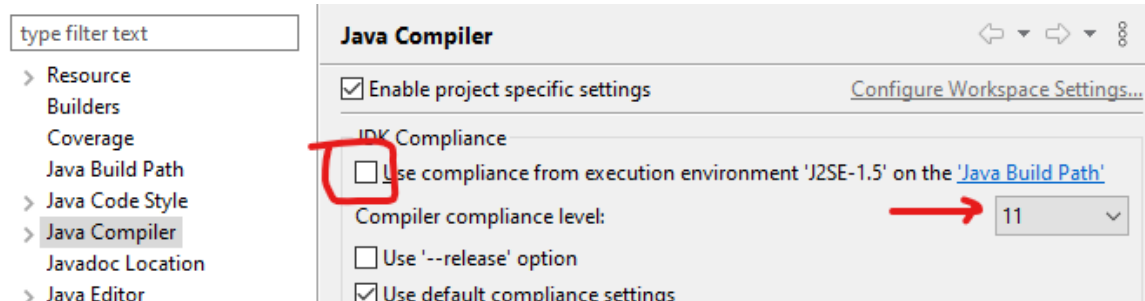 type filter text
Resource
Builders
Coverage
Java Build Path
Java Code Style
Java Compiler
Javadoc Location
Java Editor
Java Compiler
Enable project specific settings
Configure Workspace Settings...
JDK Compliance
Use compliance from execution environment 'J2SE-1.5' on the 'Java Build Path'
Compiler compliance level:
11
Use '--release' option
Use default compliance settings